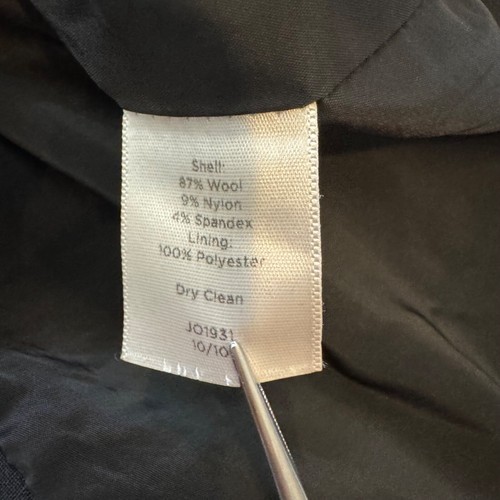 Shell:
87% Wool
9% Nylon
4% Spandex
Lining:
100% Polyester
Dry Clean
JO1931
10/10